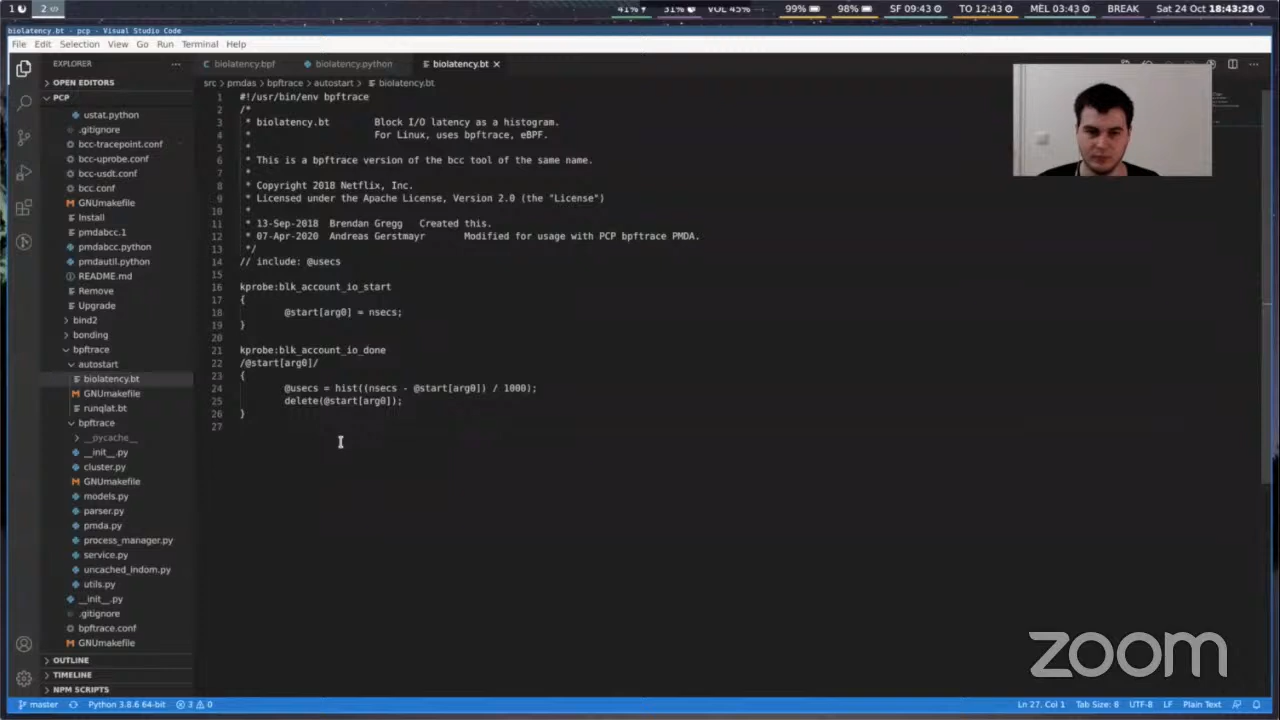 1
2
41%
31%
VOL 45%
99%
98%
SF 09:43
TO 12:43
MEL 03:43
BREAK
Sat 24 Oct 18:43:29
biolatency.bt - pcp - Visual Studio Code
File Edit Selection View Go Run Terminal Help
EXPLORER
OPEN EDITORS
PCP
ustat.python
.gitignore
bcc-tracepoint.conf
bcc-uprobe.conf
bcc-usdt.conf
bcc.conf
GNUmakefile
Install
pmdabcc.1
pmdabcc.python
pmdautil.python
README.md
Remove
Upgrade
bind2
bonding
bpftrace
autostart
biolatency.bt
GNUmakefile
runqlat.bt
bpftrace
__pycache__
__init__.py
cluster.py
GNUmakefile
models.py
parser.py
pmda.py
process_manager.py
service.py
uncached_indom.py
utils.py
__init__.py
.gitignore
bpftrace.conf
GNUmakefile
OUTLINE
TIMELINE
NPM SCRIPTS
biolatency.bpf
biolatency.python
biolatency.bt
src > pmdas > bpftrace > autostart > biolatency.bt
1 #!/usr/bin/env bpftrace
2 /*
3 * biolatency.bt Block I/O latency as a histogram.
4 * For Linux, uses bpftrace, eBPF.
5 *
6 * This is a bpftrace version of the bcc tool of the same name.
7 *
8 * Copyright 2018 Netflix, Inc.
9 * Licensed under the Apache License, Version 2.0 (the "License")
10 *
11 * 13-Sep-2018 Brendan Gregg Created this.
12 * 07-Apr-2020 Andreas Gerstmayr Modified for usage with PCP bpftrace PMDA.
13 */
14 // include: @usecs
15
16 kprobe:blk_account_io_start
17 {
18 @start[arg0] = nsecs;
19 }
20
21 kprobe:blk_account_io_done
22 /@start[arg0]/
23 {
24 @usecs = hist((nsecs - @start[arg0]) / 1000);
25 delete(@start[arg0]);
26 }
27
zoom
master
Python 3.8.6 64-bit
3
0
Ln 27, Col 1
Tab Size: 8
UTF-8
LF
Plain Text